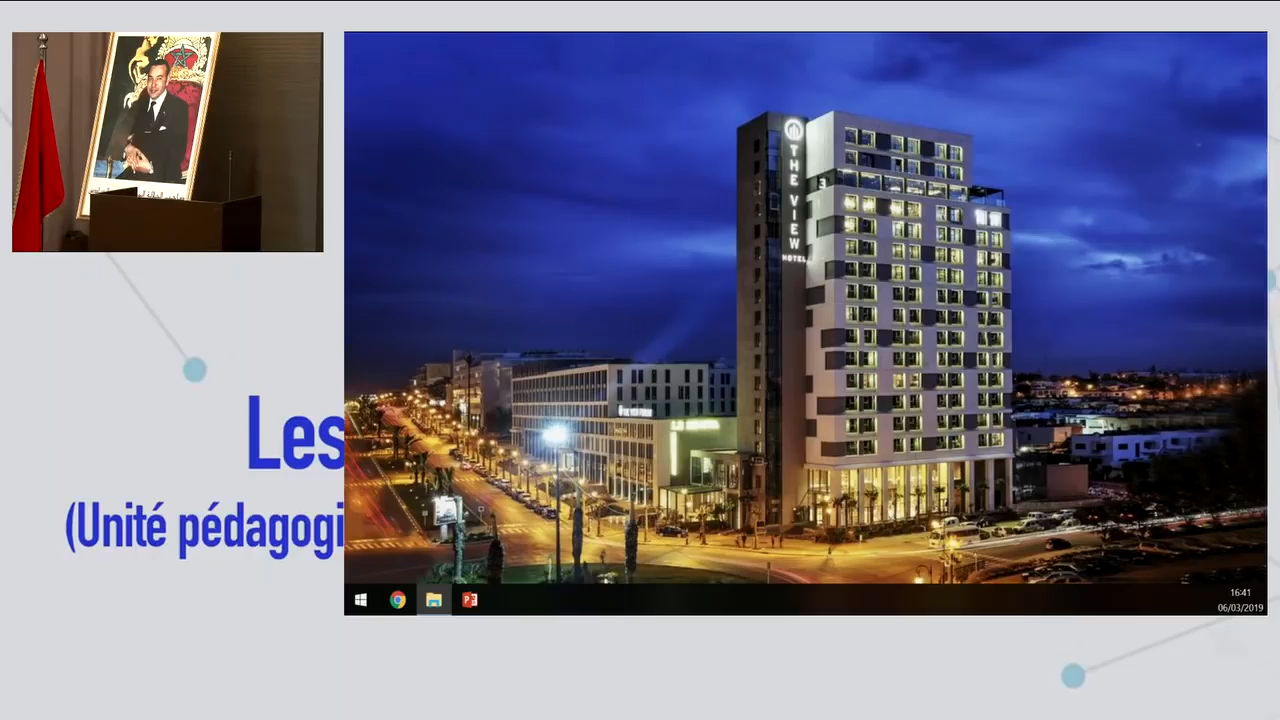 THE VIEW
HOTEL
Les
(Unité pédagogi
16:41
06/03/2019